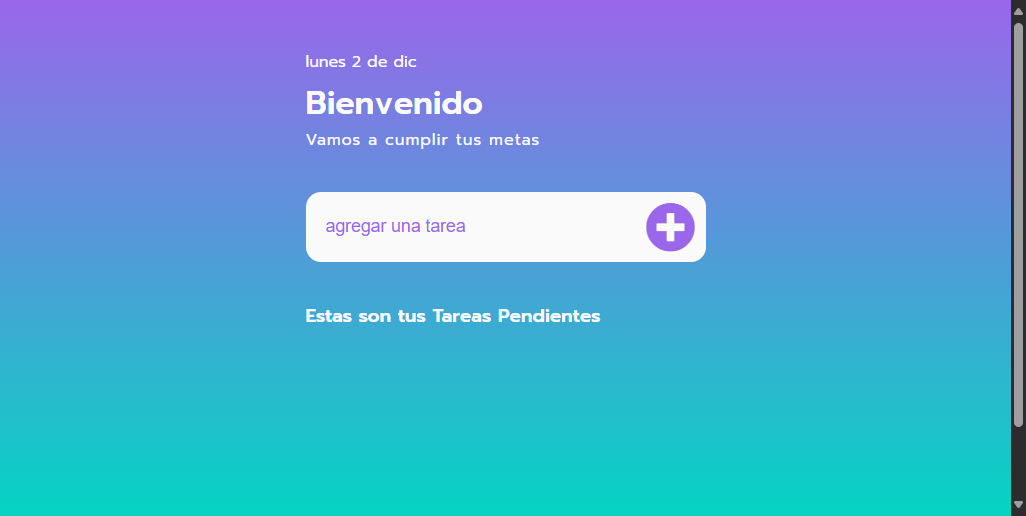 lunes 2 de dic
Bienvenido
Vamos a cumplir tus metas
agregar una tarea
Estas son tus Tareas Pendientes